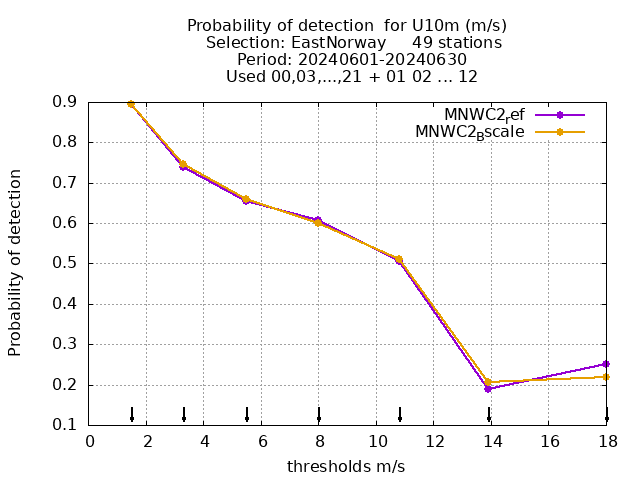 Probability of detection  for U10m (m/s)
Selection: EastNorway     49 stations
Period: 20240601-20240630
Used 00,03,...,21 + 01 02 ... 12
MNWC2ref
MNWC2Bscale
Probability of detection
0.9
0.8
0.7
0.6
0.5
0.4
0.3
0.2
0.1
0 2 4 6 8 10 12 14 16 18
thresholds m/s